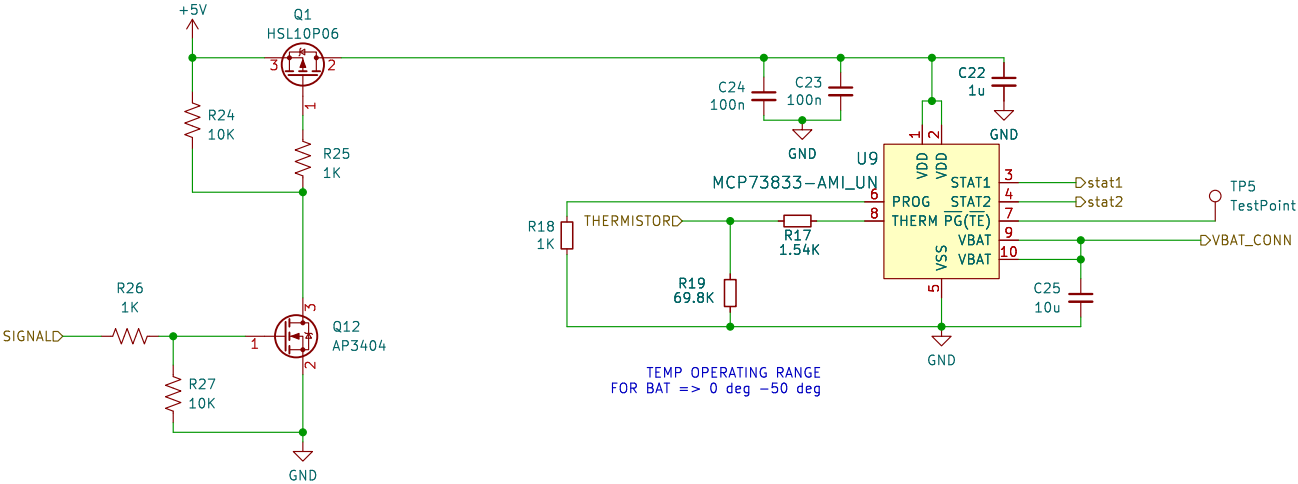 +5V
Q1
HSL10P06
3
2
1
R24
10K
R25
1K
C24
100n
C23
100n
C22
1u
GND
GND
U9
MCP73833-AMI_UN
1
2
VDD
VDD
STAT1
3
stat1
6
PROG
STAT2
4
stat2
8
THERM
PG(TE)
7
VBAT
9
VBAT_CONN
VBAT
10
VSS
5
TP5
TestPoint
R18
1K
THERMISTOR
R17
1.54K
R19
69.8K
C25
10u
GND
R26
1K
SIGNAL
3
Q12
AP3404
1
2
R27
10K
GND
TEMP OPERATING RANGE
FOR BAT => 0 deg -50 deg